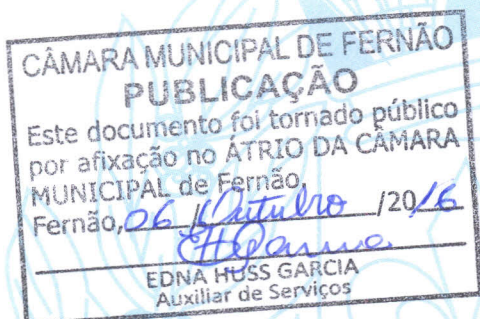 CÂMARA MUNICIPAL DE FERNÃO
PUBLICAÇÃO
Este documento foi tornado público
por afixação no ÁTRIO DA CÂMARA
MUNICIPAL de Fernão,
Fernão, 06 / Outubro /2016
EDNA HUSS GARCIA
Auxiliar de Serviços